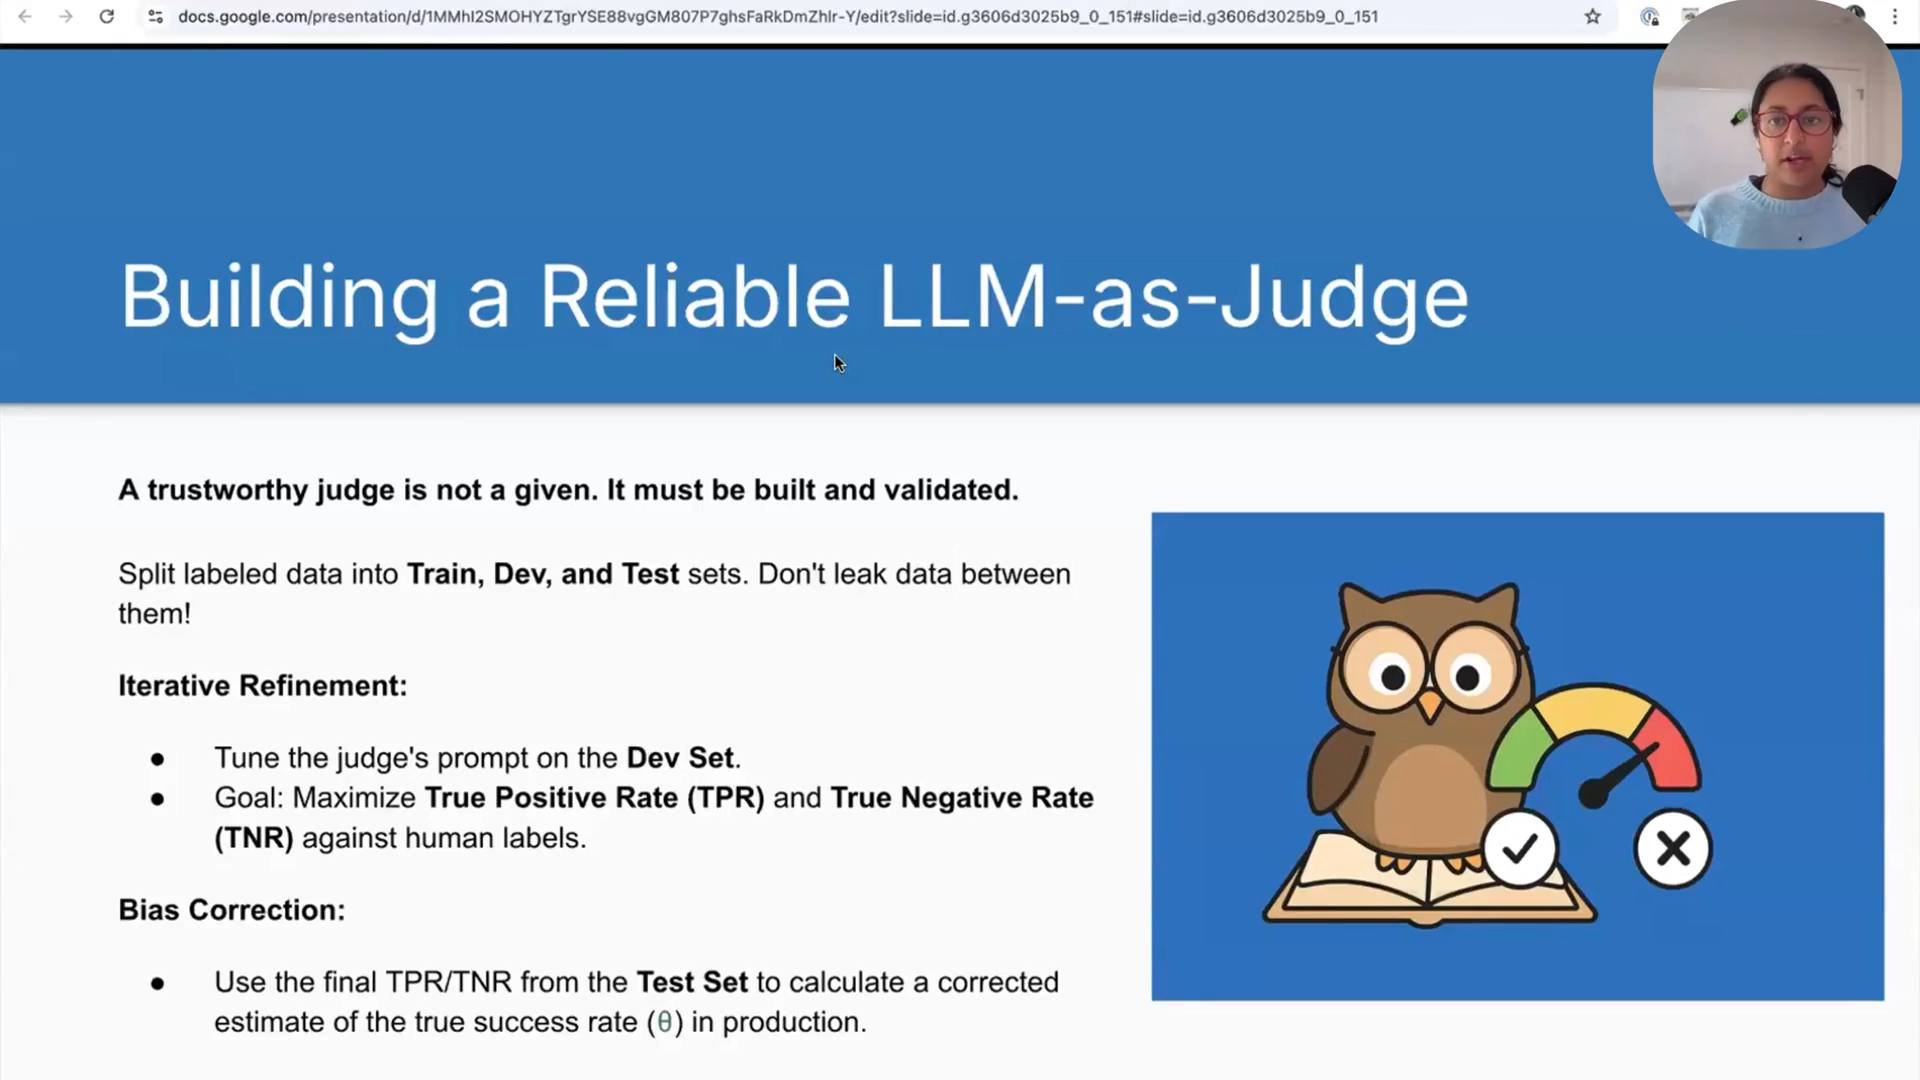 docs.google.com/presentation/d/1MMhI2SMOHYZTgrYSE88vgGM807P7ghsFaRkDmZhIr-Y/edit?slide=id.g3606d3025b9_0_151#slide=id.g3606d3025b9_0_151
Building a Reliable LLM-as-Judge
A trustworthy judge is not a given. It must be built and validated.
Split labeled data into Train, Dev, and Test sets. Don't leak data between
them!
Iterative Refinement:
● Tune the judge's prompt on the Dev Set.
● Goal: Maximize True Positive Rate (TPR) and True Negative Rate
(TNR) against human labels.
Bias Correction:
● Use the final TPR/TNR from the Test Set to calculate a corrected
estimate of the true success rate (θ) in production.